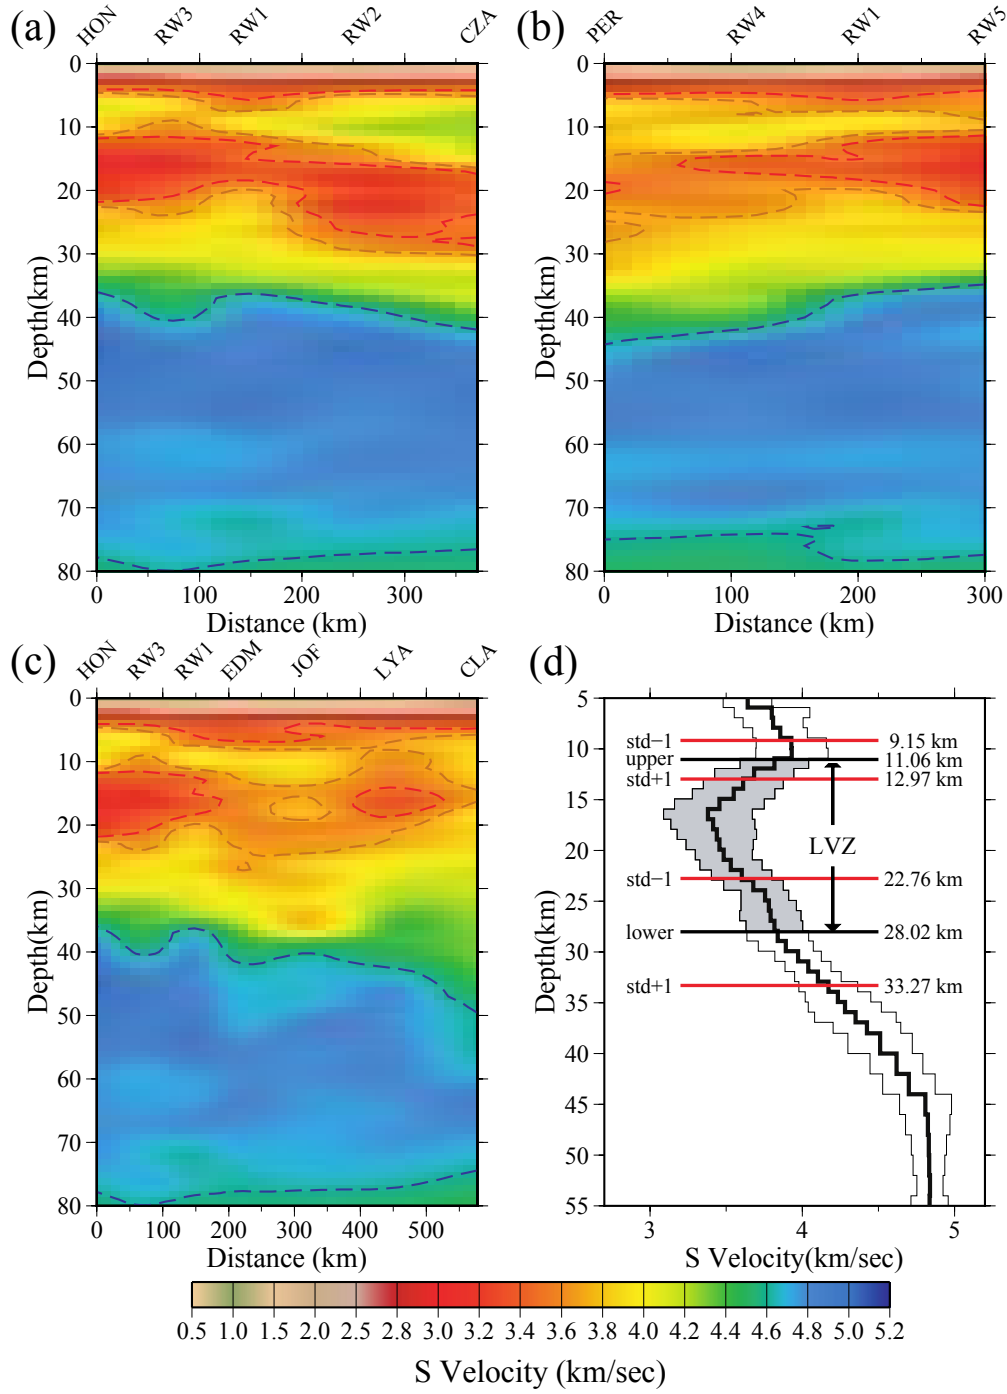 (a)
HON RW3 RW1 RW2 CZA
0
10
20
30
40
50
60
70
80
Depth(km)
0 100 200 300
Distance (km)
(b)
PER RW4 RW1 RW5
0
10
20
30
40
50
60
70
80
Depth(km)
0 100 200 300
Distance (km)
(c)
HON RW3 RW1 EDM JOF LYA CLA
0
10
20
30
40
50
60
70
80
Depth(km)
0 100 200 300 400 500
Distance (km)
(d)
5
10
15
20
25
30
35
40
45
50
55
Depth(km)
std−1 9.15 km
upper 11.06 km
std+1 12.97 km
LVZ
std−1 22.76 km
lower 28.02 km
std+1 33.27 km
3 4 5
S Velocity(km/sec)
0.5 1.0 1.5 2.0 2.5 2.8 3.0 3.2 3.4 3.6 3.8 4.0 4.2 4.4 4.6 4.8 5.0 5.2
S Velocity (km/sec)